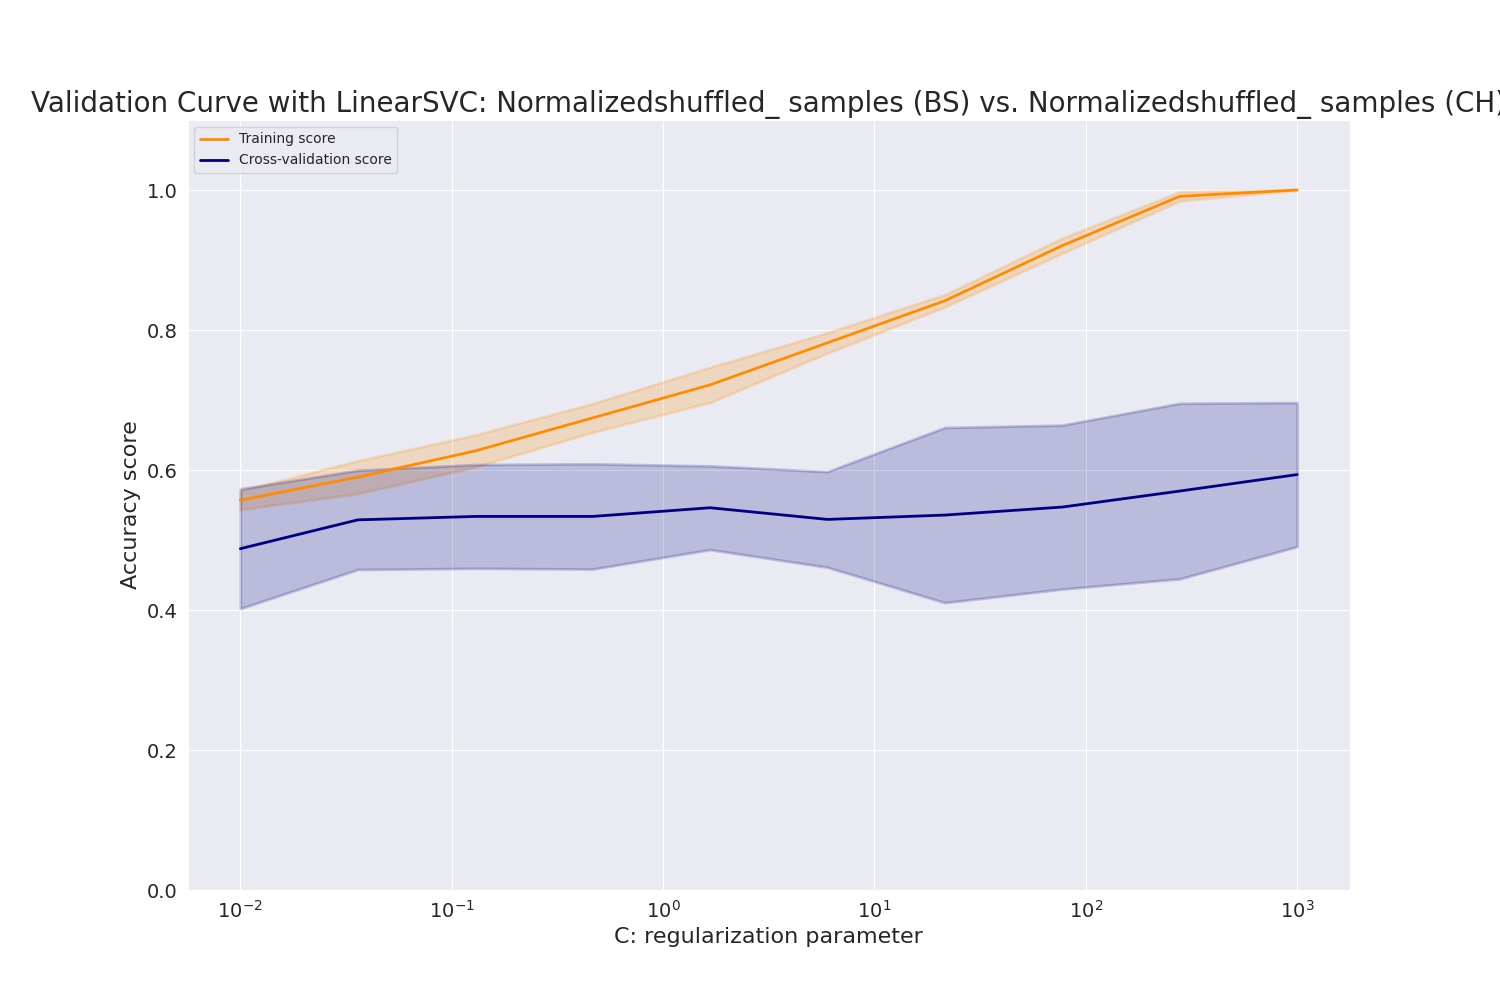 Validation Curve with LinearSVC: Normalizedshuffled_ samples (BS) vs. Normalizedshuffled_ samples (CH)
Training score
Cross-validation score
1.0
0.8
0.6
0.4
0.2
0.0
Accuracy score
10⁻² 10⁻¹ 10⁰ 10¹ 10² 10³
C: regularization parameter